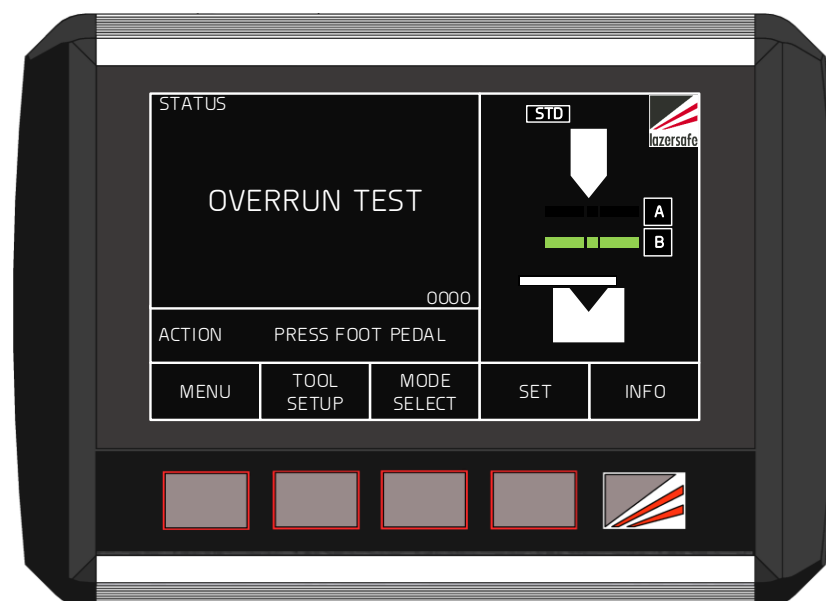 STATUS
OVERRUN TEST
0000
ACTION PRESS FOOT PEDAL
STD
lazersafe
A
B
MENU
TOOL
SETUP
MODE
SELECT
SET
INFO